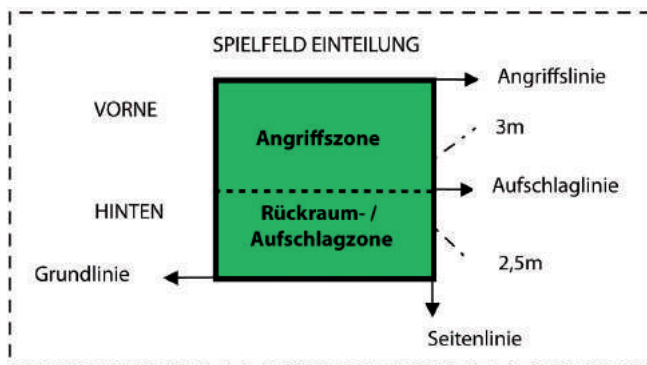 SPIELFELD EINTEILUNG
Angriffslinie
VORNE
3m
Angriffszone
Aufschlaglinie
HINTEN
Rückraum- /
Aufschlagzone
2,5m
Grundlinie
Seitenlinie